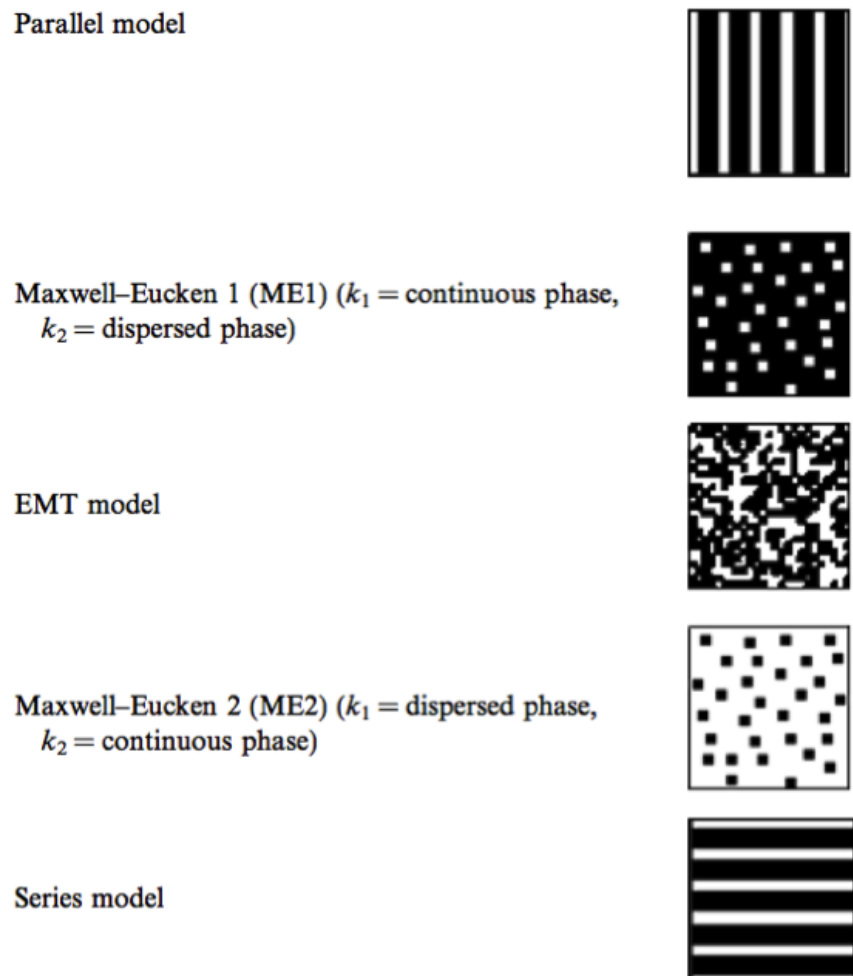 Parallel model
Maxwell–Eucken 1 (ME1) (k₁ = continuous phase,
k₂ = dispersed phase)
EMT model
Maxwell–Eucken 2 (ME2) (k₁ = dispersed phase,
k₂ = continuous phase)
Series model